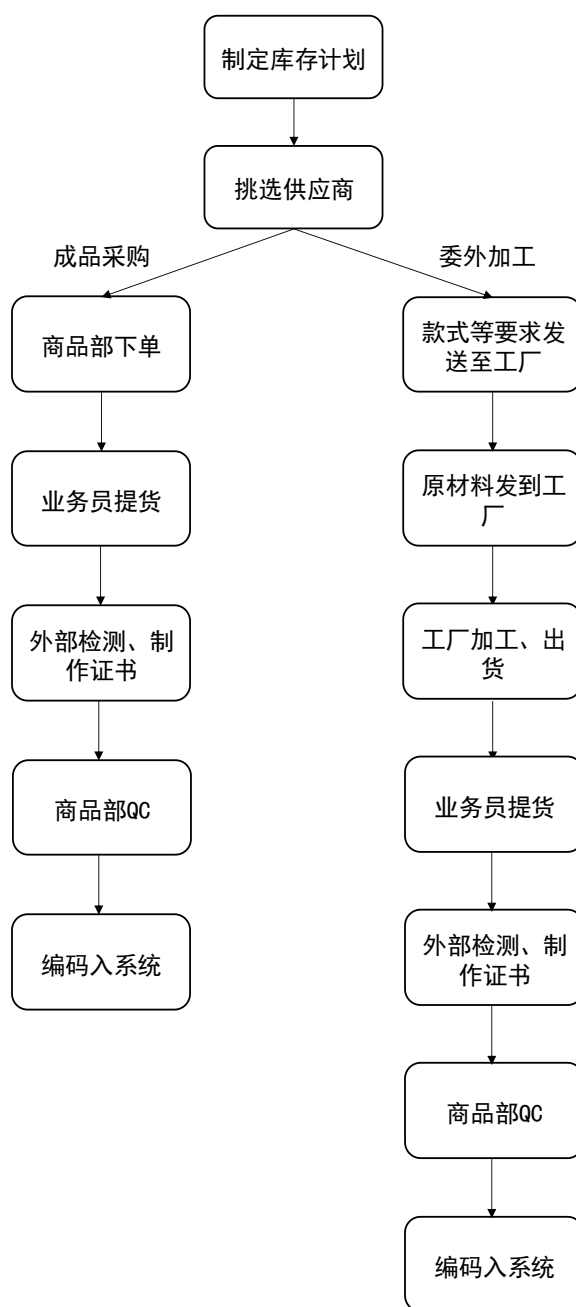 制定库存计划
挑选供应商
成品采购
委外加工
商品部下单
业务员提货
外部检测、制
作证书
商品部QC
编码入系统
款式等要求发
送至工厂
原材料发到工
厂
工厂加工、出
货
业务员提货
外部检测、制
作证书
商品部QC
编码入系统